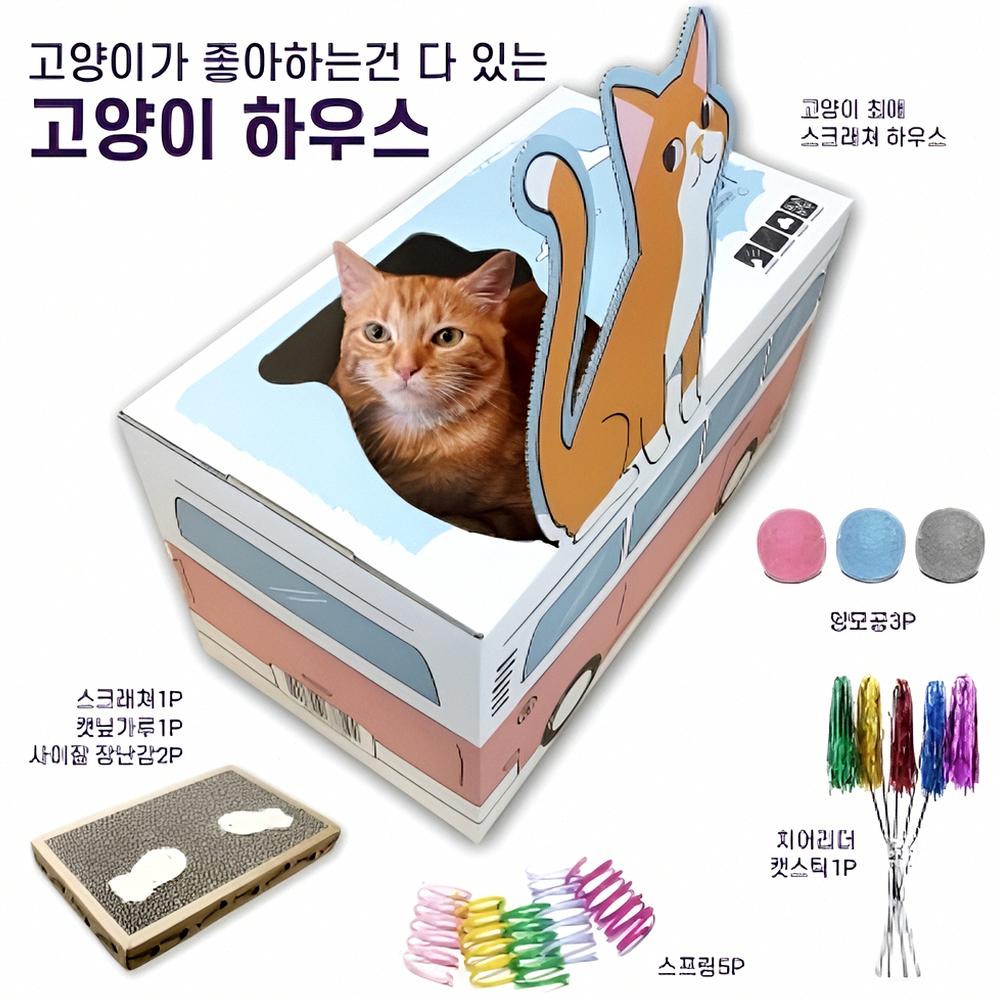 고양이가 좋아하는건 다 있는
고양이 하우스
고양이 최애
스크래쳐 하우스
양모공3P
스크래쳐1P
캣닢가루1P
사이잘 장난감2P
치어리더
캣스틱1P
스프링5P